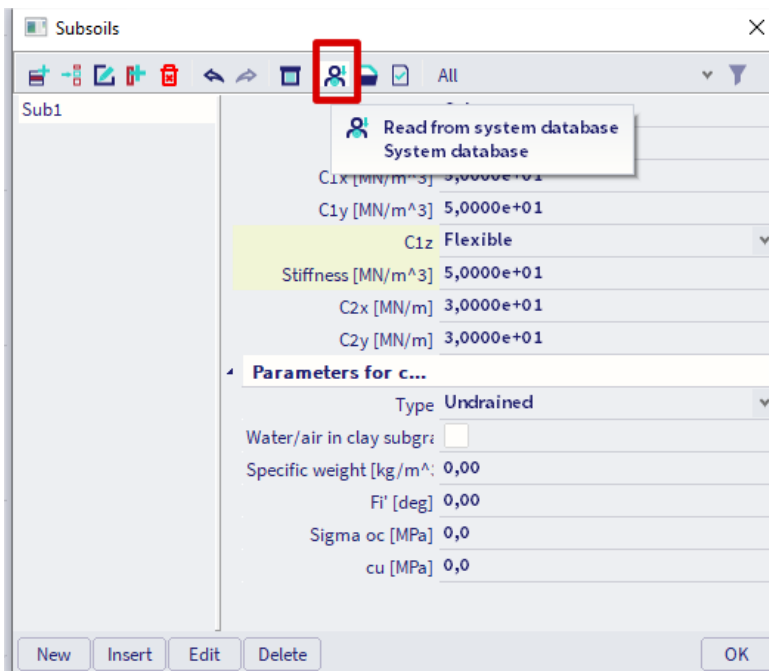 Subsoils
All
Sub1
Read from system database
System database
C1x [MN/m^3] 5,0000e+01
C1y [MN/m^3] 5,0000e+01
C1z Flexible
Stiffness [MN/m^3] 5,0000e+01
C2x [MN/m] 3,0000e+01
C2y [MN/m] 3,0000e+01
Parameters for c...
Type Undrained
Water/air in clay subgra
Specific weight [kg/m^ 0,00
Fi' [deg] 0,00
Sigma oc [MPa] 0,0
cu [MPa] 0,0
New Insert Edit Delete OK